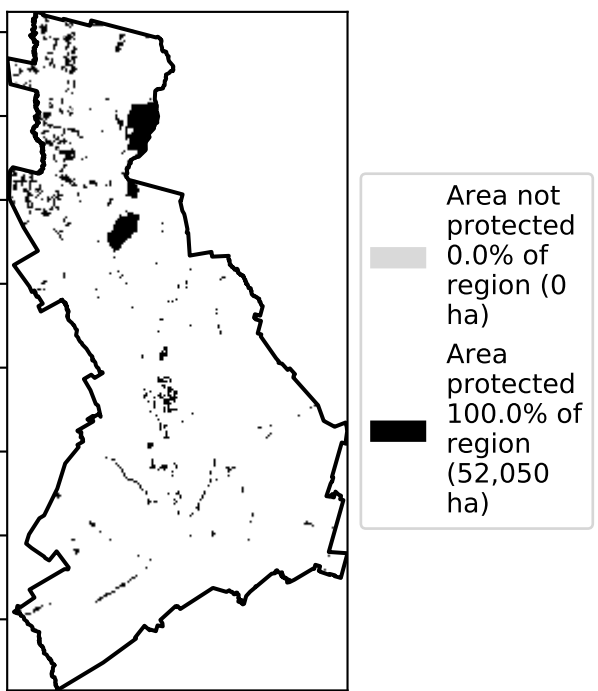 Area not
protected
0.0% of
region (0
ha)
Area
protected
100.0% of
region
(52,050
ha)